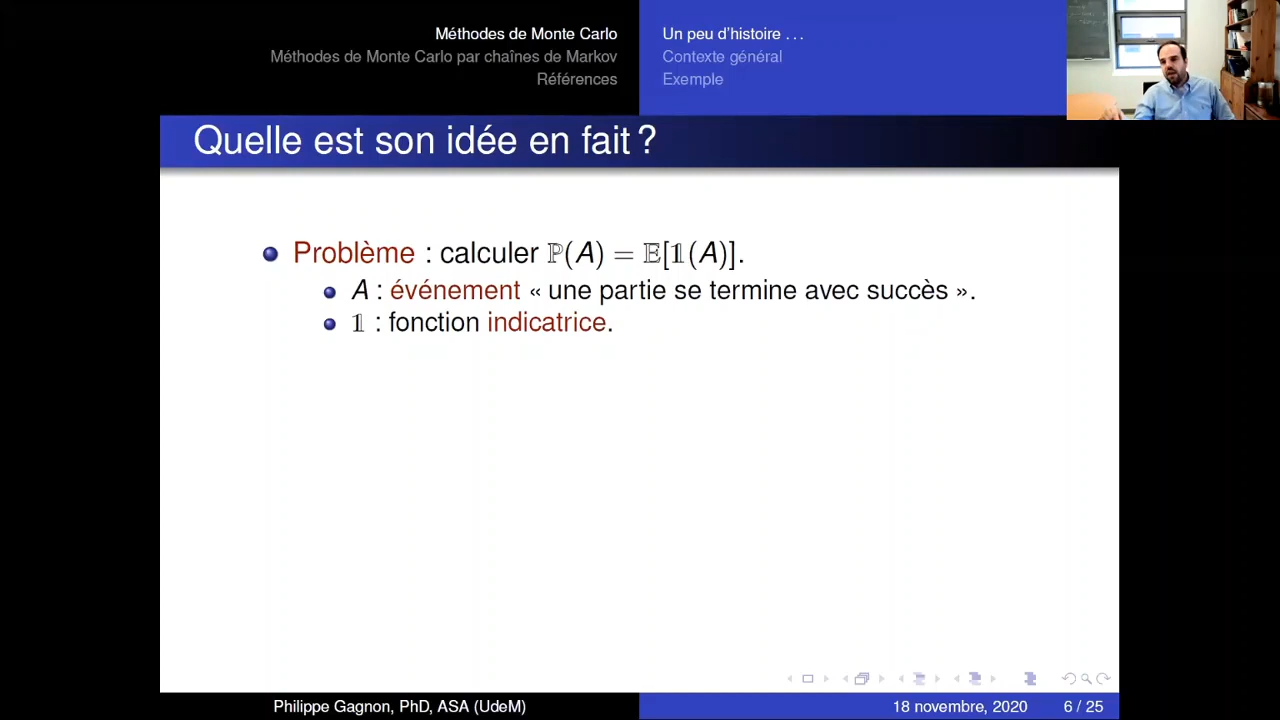 Méthodes de Monte Carlo
Méthodes de Monte Carlo par chaînes de Markov
Références
Un peu d'histoire . . .
Contexte général
Exemple
Quelle est son idée en fait ?
Problème : calculer ℙ(A) = 𝔼[𝟙(A)].
A : événement « une partie se termine avec succès ».
𝟙 : fonction indicatrice.
Philippe Gagnon, PhD, ASA (UdeM)
18 novembre, 2020 6 / 25